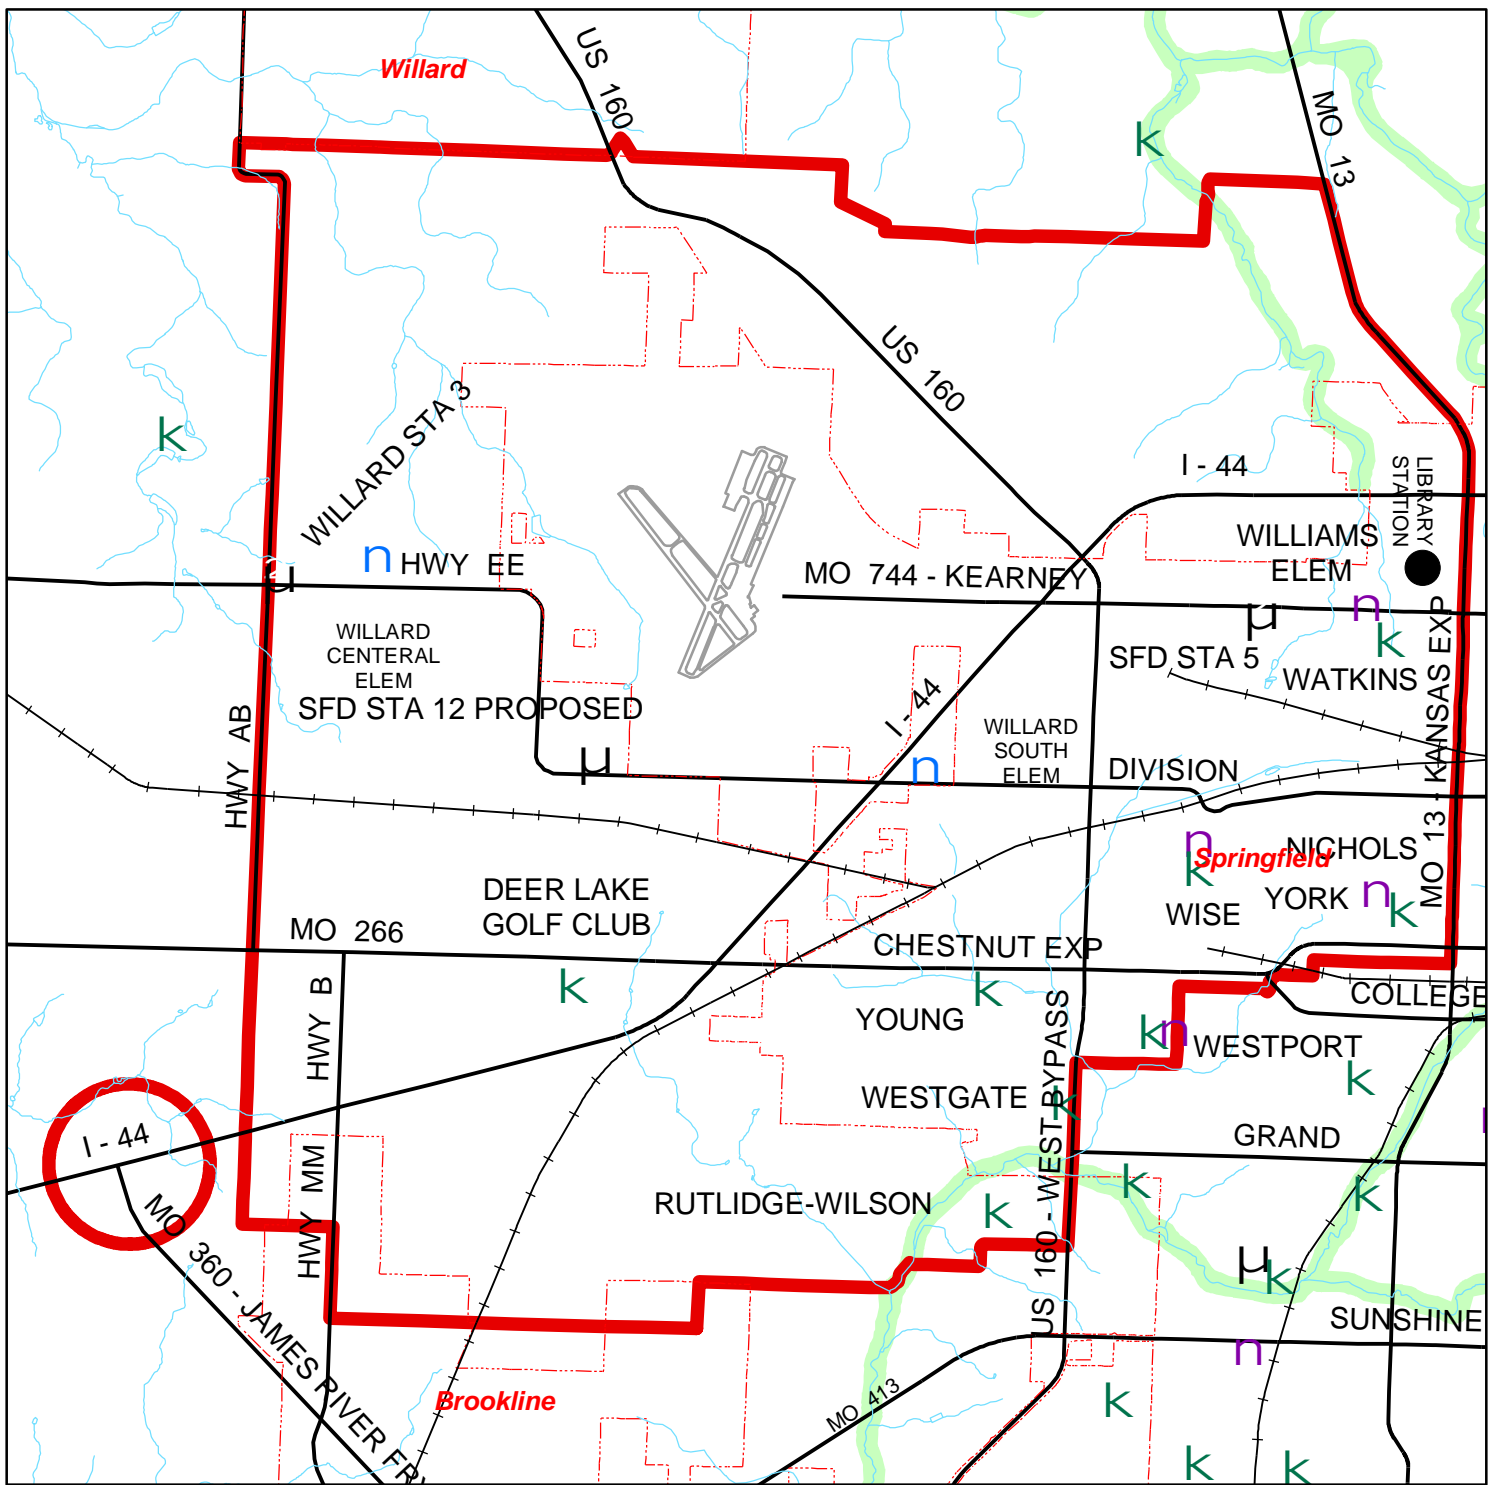 Willard
US 160
MO 13
k
US 160
WILLARD STA 3
k
I - 44
LIBRARY
STATION
WILLIAMS
ELEM
n
HWY EE
µ
MO 744 - KEARNEY
n
µ
k
WILLARD
CENTERAL
ELEM
SFD STA 5
WATKINS
SFD STA 12 PROPOSED
I - 44
WILLARD
SOUTH
ELEM
HWY AB
µ
n
DIVISION
MO 13 - KANSAS EXP
n
NICHOLS
Springfield
k
DEER LAKE
GOLF CLUB
YORK
n
k
WISE
MO 266
CHESTNUT EXP
k
k
HWY B
YOUNG
COLLEGE
k
n
WESTPORT
k
WESTGATE
k
I - 44
GRAND
HWY MM
RUTLIDGE-WILSON
k
k
k
US 160 - WEST BYPASS
MO 360 - JAMES RIVER FRY
µ
k
SUNSHINE
n
Brookline
MO 413
k
k
k